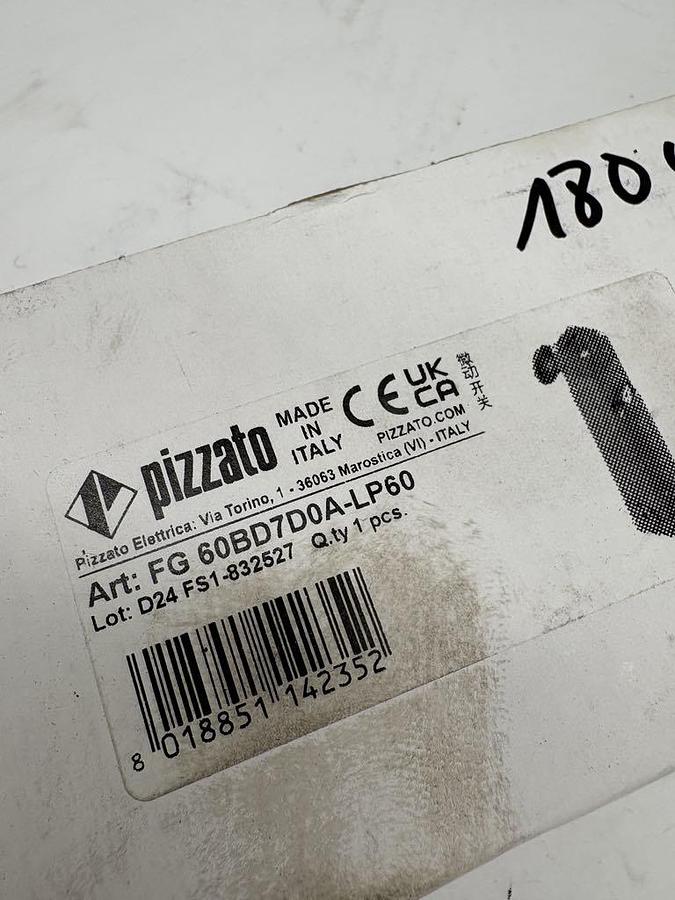 180
pizzato
MADE
IN
ITALY
CE
UK
CA
微动开关
PIZZATO.COM
Pizzato Elettrica: Via Torino, 1 - 36063 Marostica (VI) - ITALY
Art: FG 60BD7D0A-LP60
Lot: D24 FS1-832527 Q.ty 1 pcs.
8 018851 142352